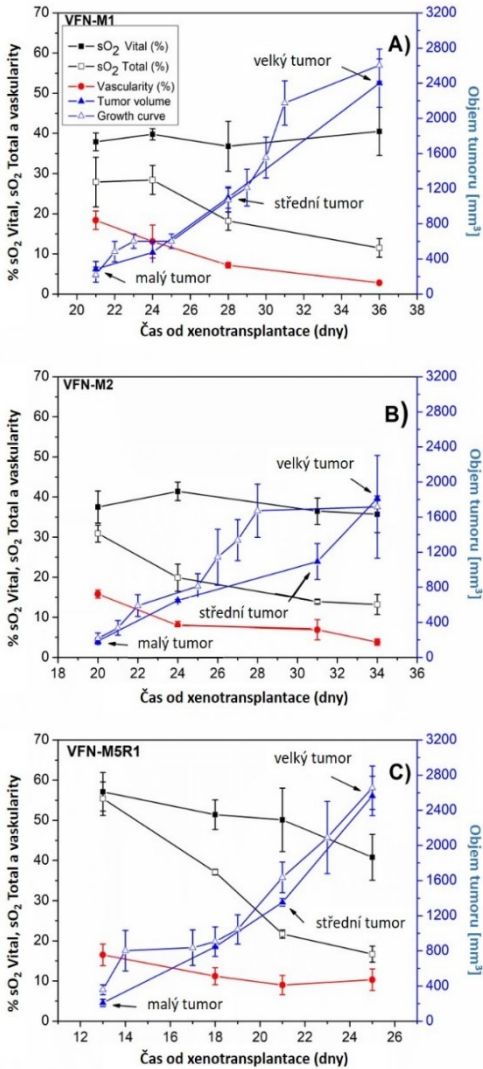 VFN-M1
A)
sO₂ Vital (%)
sO₂ Total (%)
Vascularity (%)
Tumor volume
Growth curve
velký tumor
střední tumor
malý tumor
% sO₂ Vital, sO₂ Total a vaskularity
Objem tumoru [mm³]
70
60
50
40
30
20
10
0
3200
2800
2400
2000
1600
1200
800
400
0
20 22 24 26 28 30 32 34 36 38
Čas od xenotransplantace (dny)
VFN-M2
B)
velký tumor
střední tumor
malý tumor
% sO₂ Vital, sO₂ Total a vaskularity
Objem tumoru [mm³]
70
60
50
40
30
20
10
0
3200
2800
2400
2000
1600
1200
800
400
0
18 20 22 24 26 28 30 32 34 36
Čas od xenotransplantace (dny)
VFN-M5R1
C)
velký tumor
střední tumor
malý tumor
% sO₂ Vital, sO₂ Total a vaskularity
Objem tumoru [mm³]
70
60
50
40
30
20
10
0
3200
2800
2400
2000
1600
1200
800
400
0
12 14 16 18 20 22 24 26
Čas od xenotransplantace (dny)